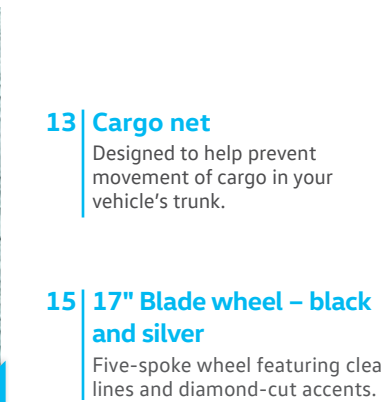 13 Cargo net
Designed to help prevent
movement of cargo in your
vehicle's trunk.
15 17" Blade wheel – black
and silver
Five-spoke wheel featuring clea
lines and diamond-cut accents.